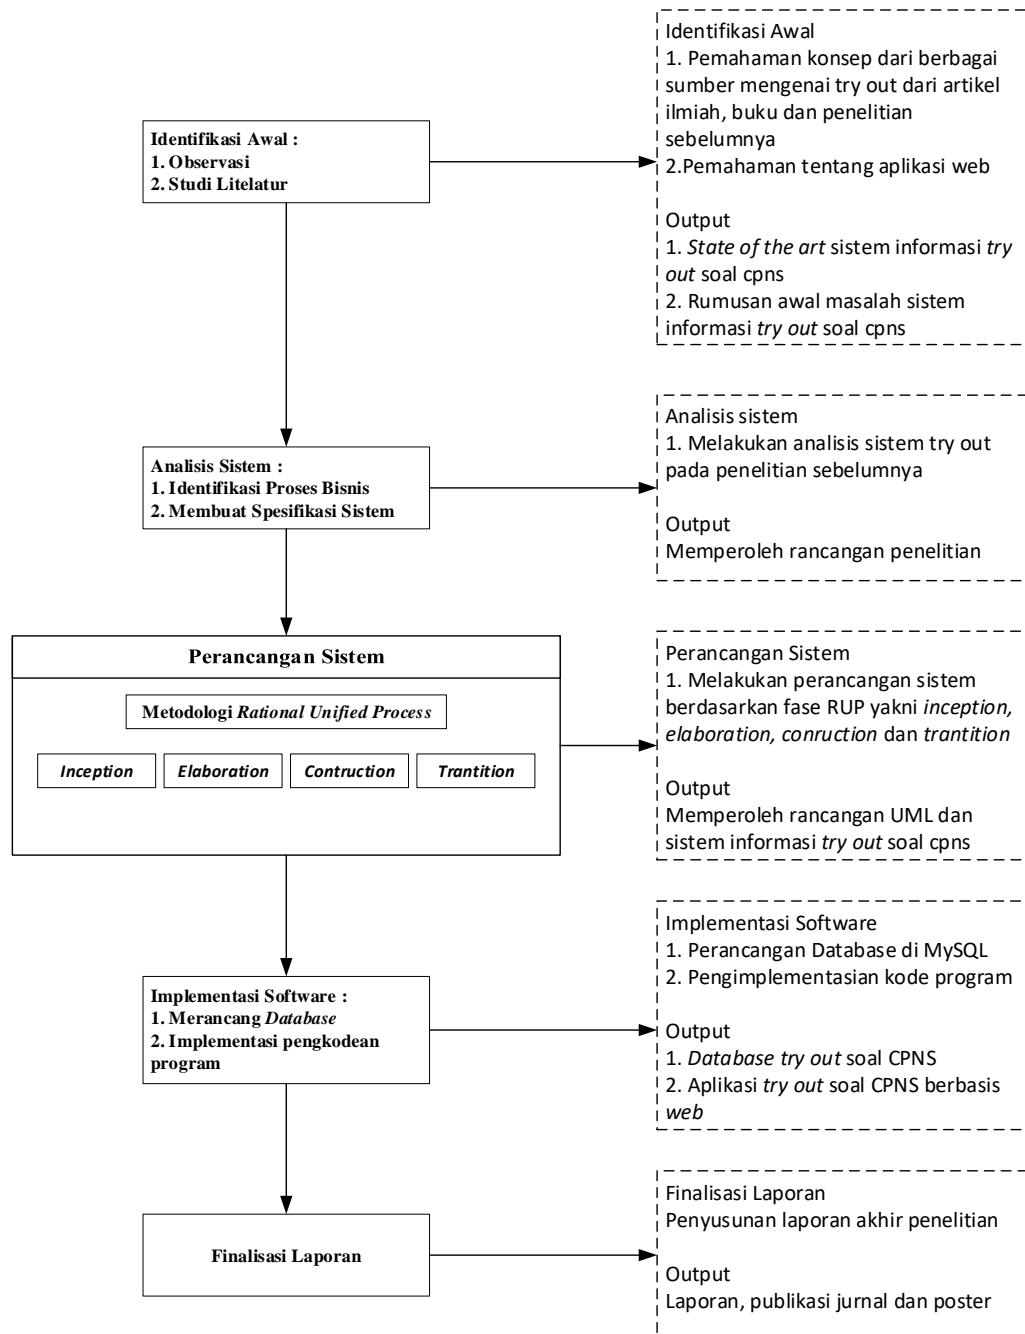 Identifikasi Awal :
1. Observasi
2. Studi Litelatur
Identifikasi Awal
1. Pemahaman konsep dari berbagai
sumber mengenai try out dari artikel
ilmiah, buku dan penelitian
sebelumnya
2.Pemahaman tentang aplikasi web
Output
1. State of the art sistem informasi try
out soal cpns
2. Rumusan awal masalah sistem
informasi try out soal cpns
Analisis Sistem :
1. Identifikasi Proses Bisnis
2. Membuat Spesifikasi Sistem
Analisis sistem
1. Melakukan analisis sistem try out
pada penelitian sebelumnya
Output
Memperoleh rancangan penelitian
Perancangan Sistem
Metodologi Rational Unified Process
Inception
Elaboration
Contruction
Trantition
Perancangan Sistem
1. Melakukan perancangan sistem
berdasarkan fase RUP yakni inception,
elaboration, conruction dan trantition
Output
Memperoleh rancangan UML dan
sistem informasi try out soal cpns
Implementasi Software :
1. Merancang Database
2. Implementasi pengkodean
program
Implementasi Software
1. Perancangan Database di MySQL
2. Pengimplementasian kode program
Output
1. Database try out soal CPNS
2. Aplikasi try out soal CPNS berbasis
web
Finalisasi Laporan
Finalisasi Laporan
Penyusunan laporan akhir penelitian
Output
Laporan, publikasi jurnal dan poster